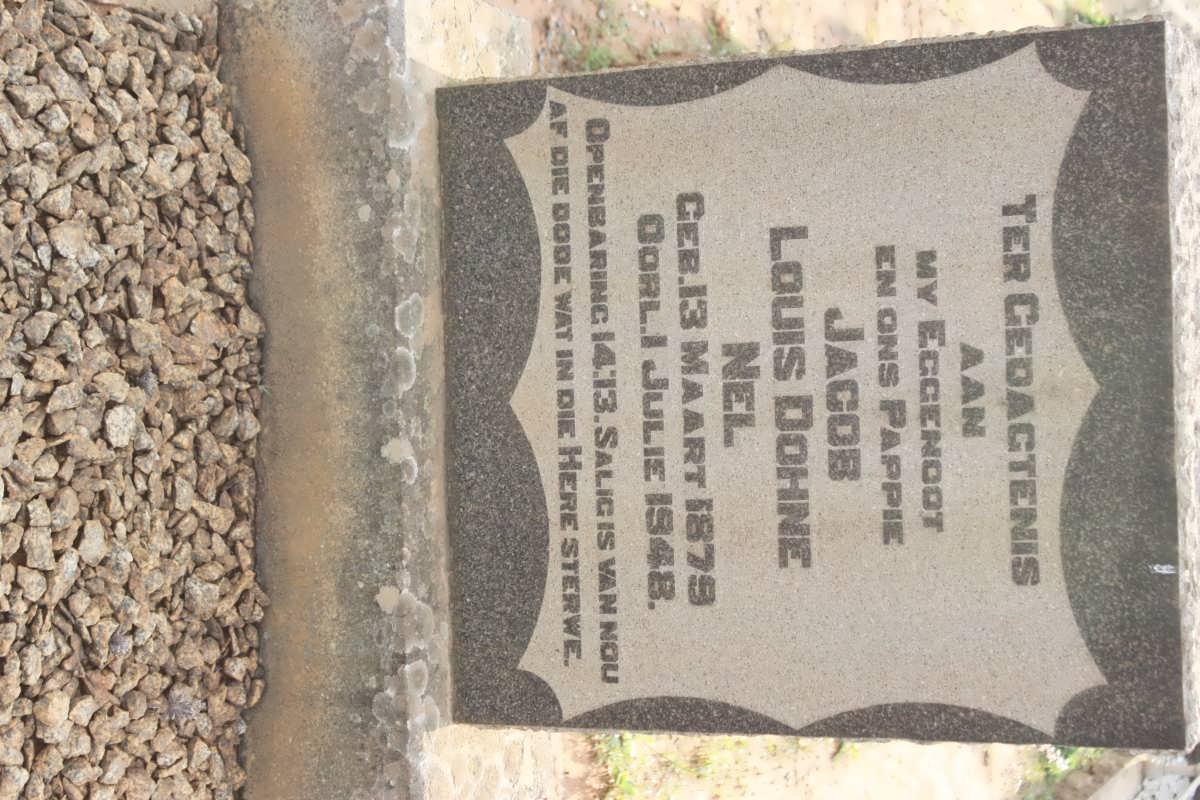 TER GEDAGTENIS
AAN
MY EGGENOOT
EN ONS PAPPIE
JACOB
LOUIS DOHNE
NEL
GEB. 13 MAART 1879
OORL. 1 JULIE 1948.
OPENBARING 14.13. SALIG IS VAN NOU
AF DIE DODE WAT IN DIE HERE STERWE.